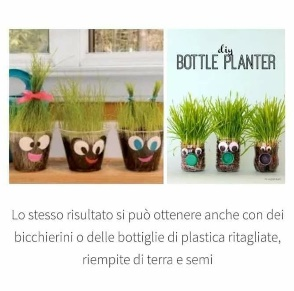 diy
BOTTLE PLANTER
Lo stesso risultato si può ottenere anche con dei
bicchierini o delle bottiglie di plastica ritagliate,
riempite di terra e semi